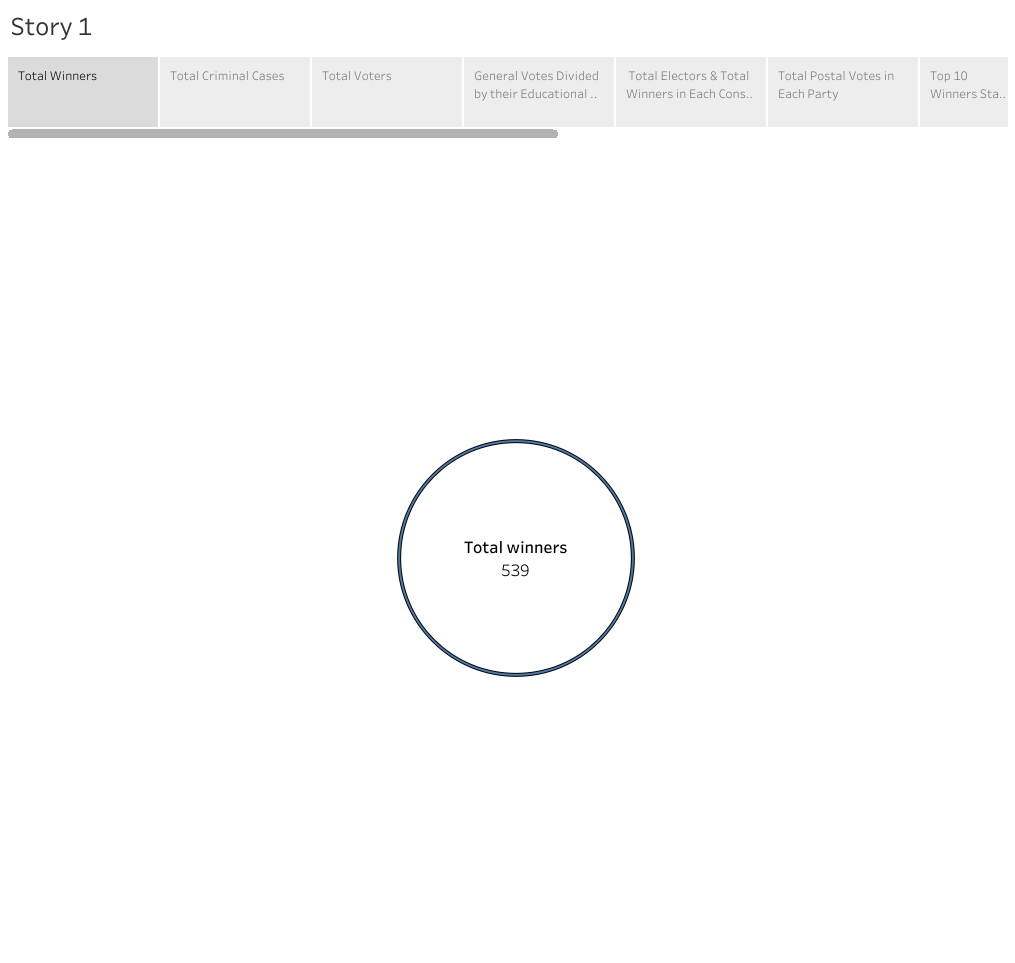 Story 1
Total Winners
Total Criminal Cases
Total Voters
General Votes Divided
by their Educational ..
Total Electors & Total
Winners in Each Cons..
Total Postal Votes in
Each Party
Top 10
Winners Sta..
Total winners
539